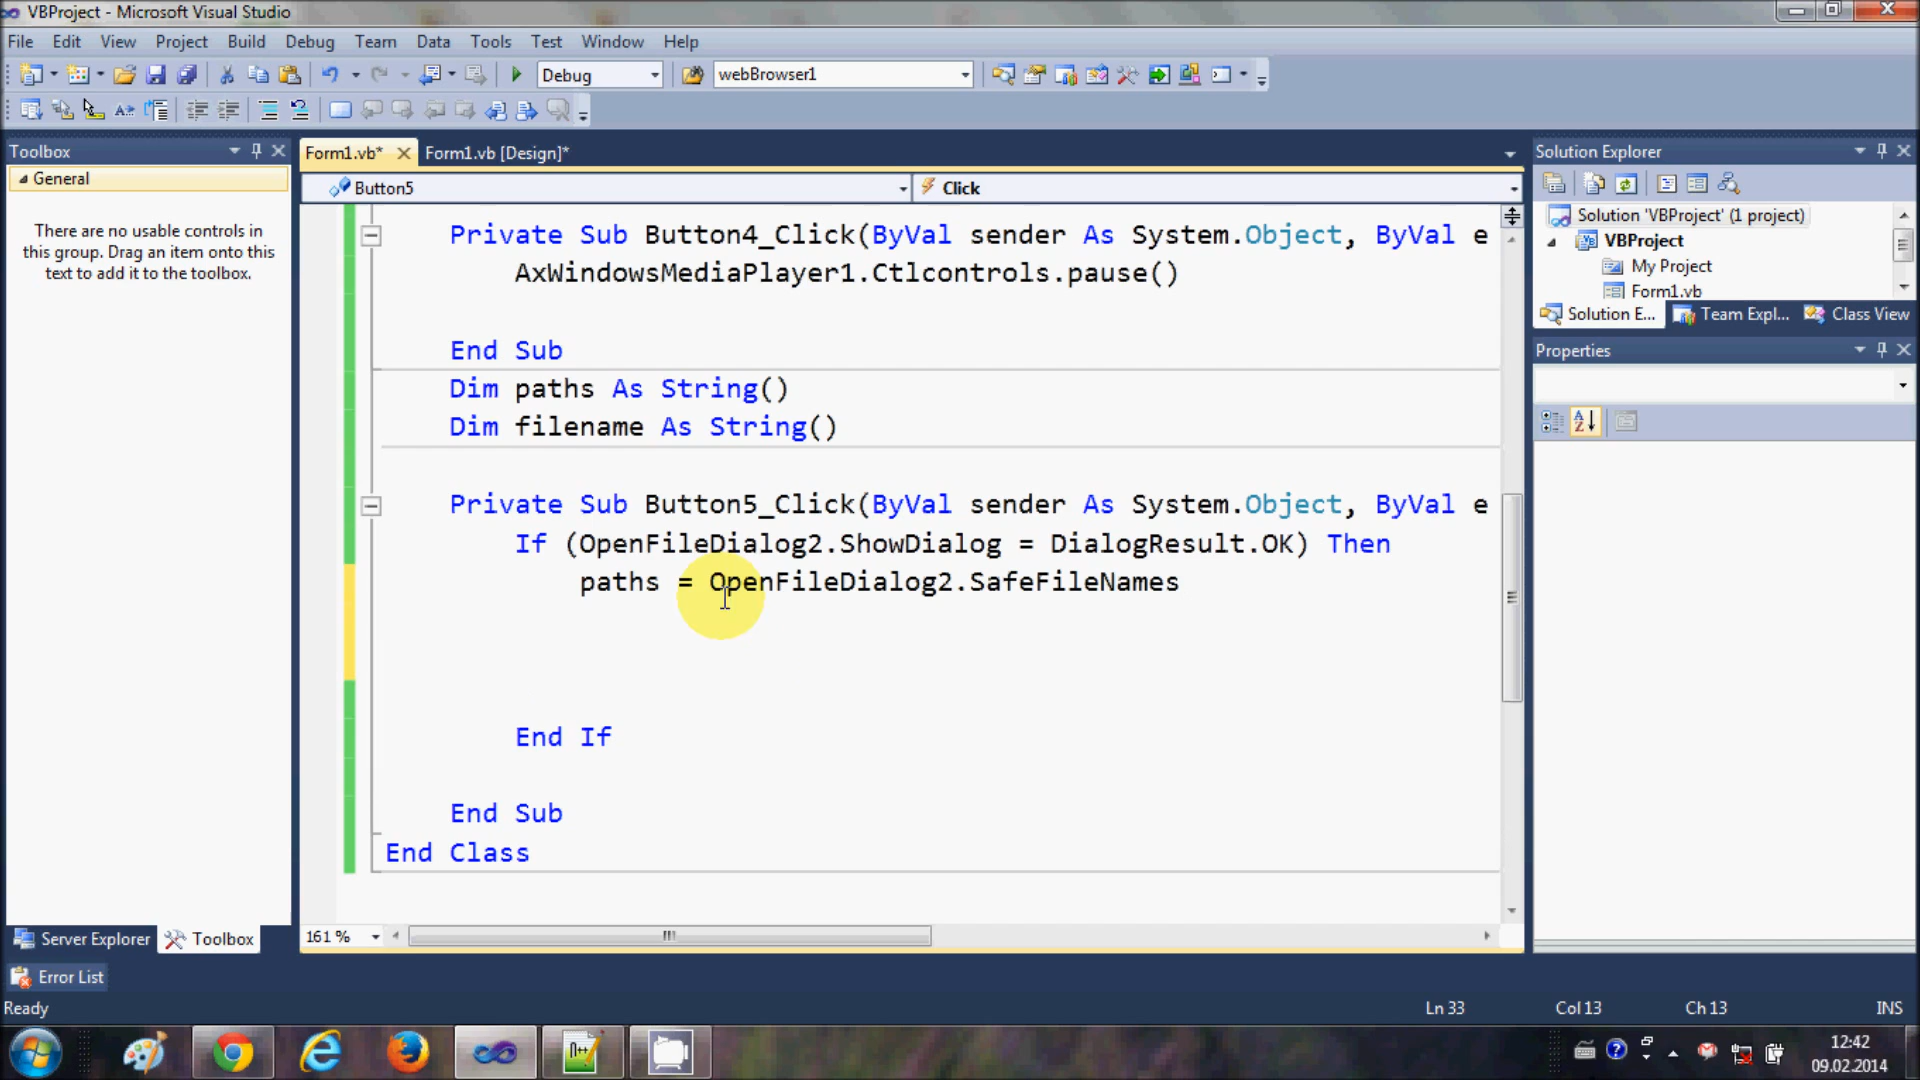 VBProject - Microsoft Visual Studio
File Edit View Project Build Debug Team Data Tools Test Window Help
Debug webBrowser1
Toolbox
General
There are no usable controls in
this group. Drag an item onto this
text to add it to the toolbox.
Server Explorer Toolbox
Form1.vb* Form1.vb [Design]*
Button5 Click
Private Sub Button4_Click(ByVal sender As System.Object, ByVal e
AxWindowsMediaPlayer1.Ctlcontrols.pause()
End Sub
Dim paths As String()
Dim filename As String()
Private Sub Button5_Click(ByVal sender As System.Object, ByVal e
If (OpenFileDialog2.ShowDialog = DialogResult.OK) Then
paths = OpenFileDialog2.SafeFileNames
End If
End Sub
End Class
161 %
Solution Explorer
Solution 'VBProject' (1 project)
VBProject
My Project
Form1.vb
Solution E... Team Expl... Class View
Properties
Error List
Ready Ln 33 Col 13 Ch 13 INS
12:42
09.02.2014